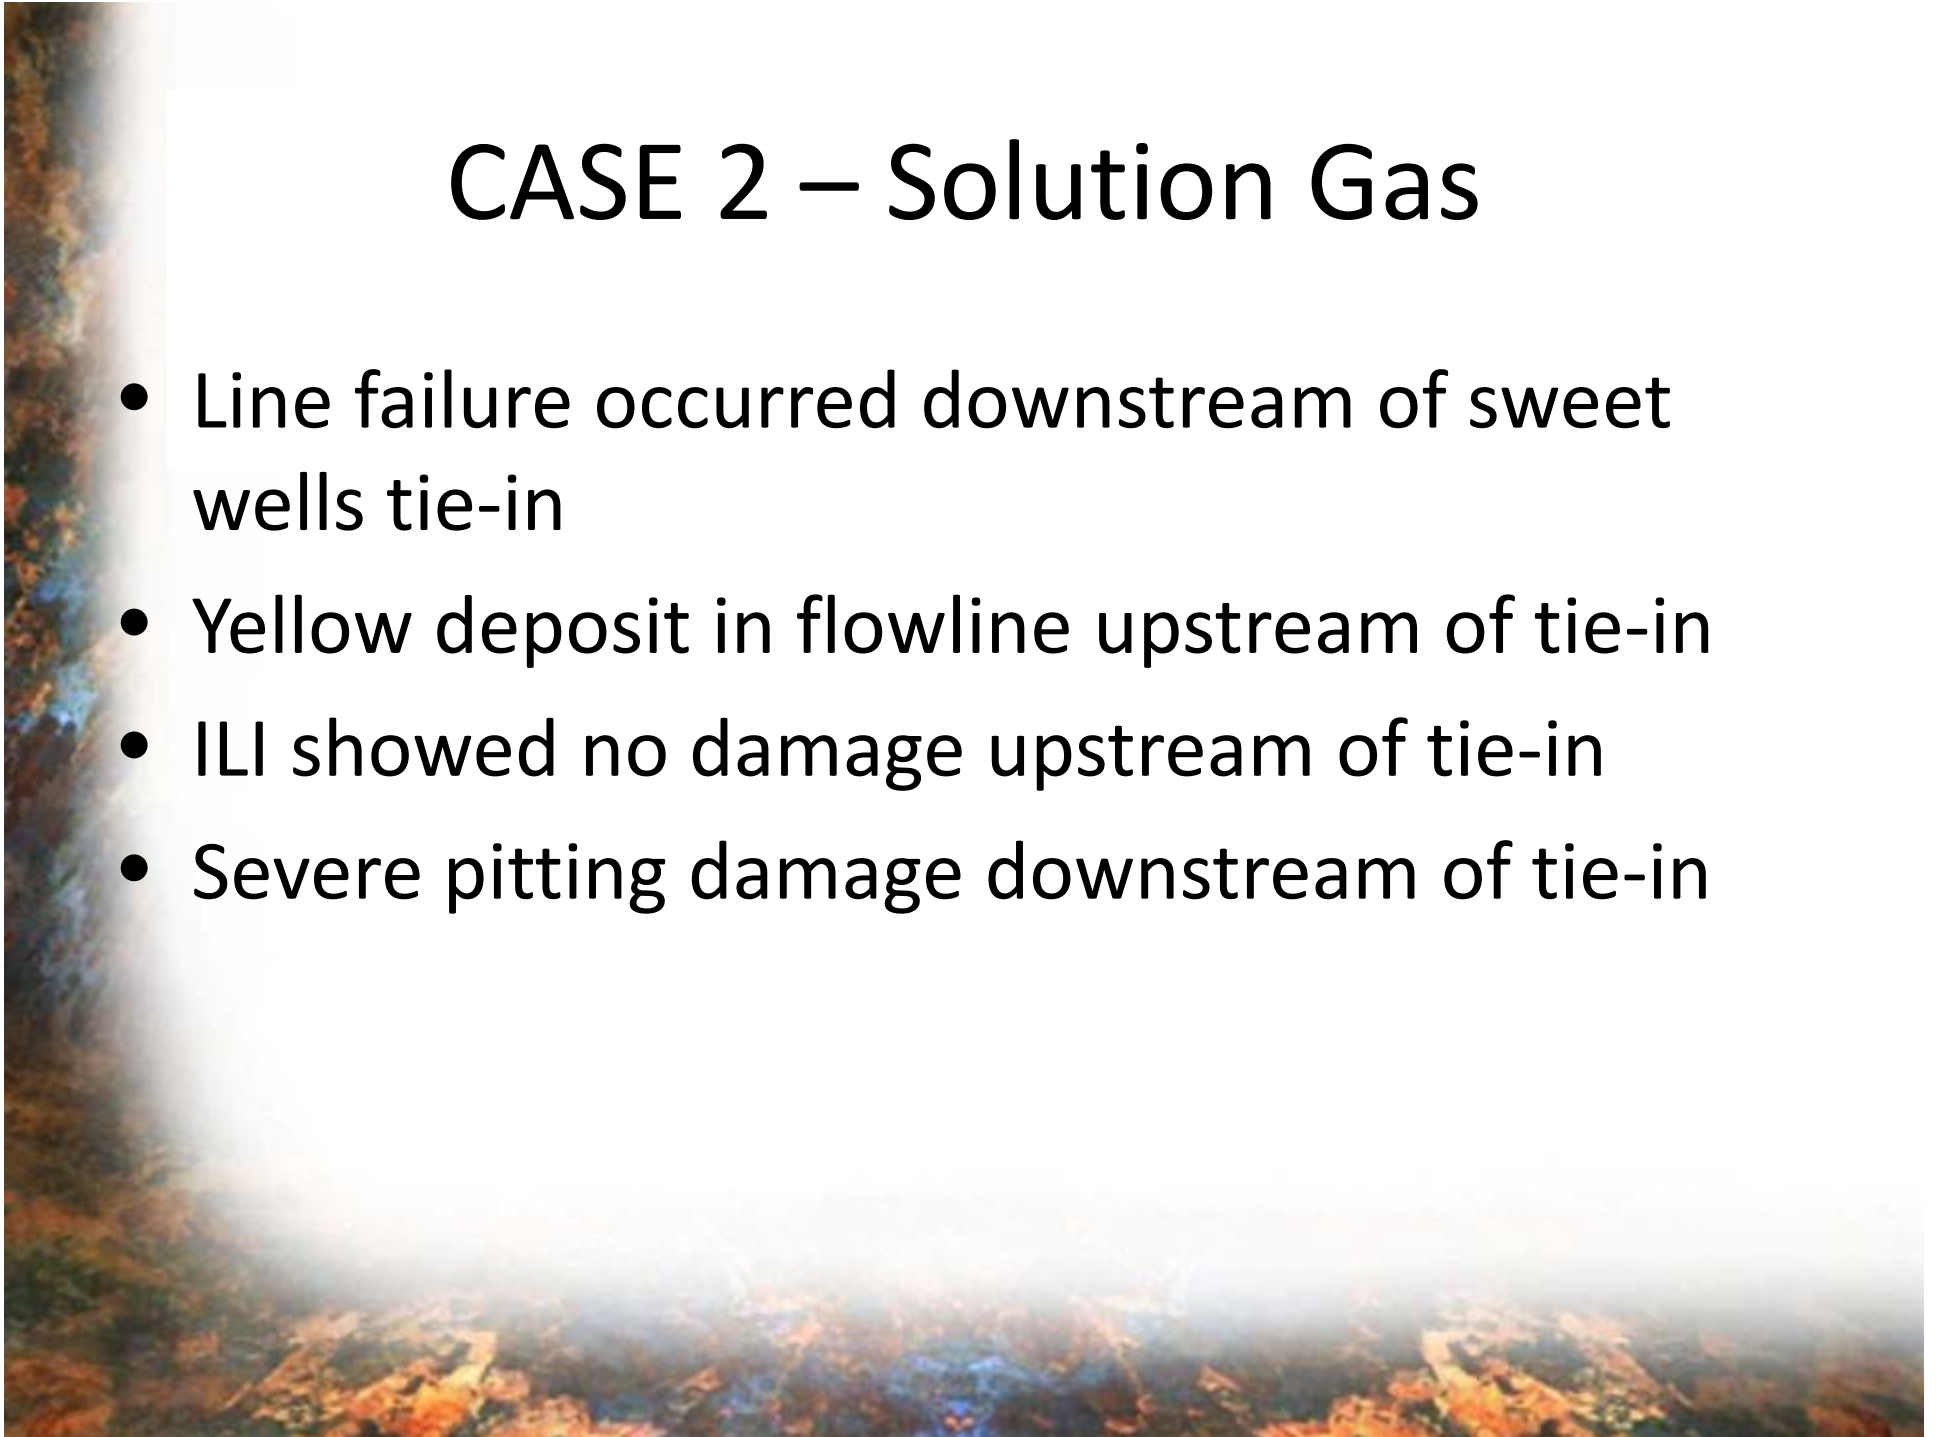 CASE 2 – Solution Gas
• Line failure occurred downstream of sweet
wells tie-in
• Yellow deposit in flowline upstream of tie-in
• ILI showed no damage upstream of tie-in
• Severe pitting damage downstream of tie-in